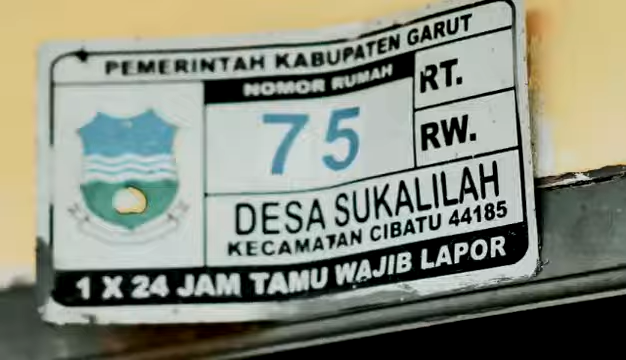 PEMERINTAH KABUPATEN GARUT
NOMOR RUMAH
75
RT.
RW.
DESA SUKALILAH
KECAMATAN CIBATU 44185
1 X 24 JAM TAMU WAJIB LAPOR